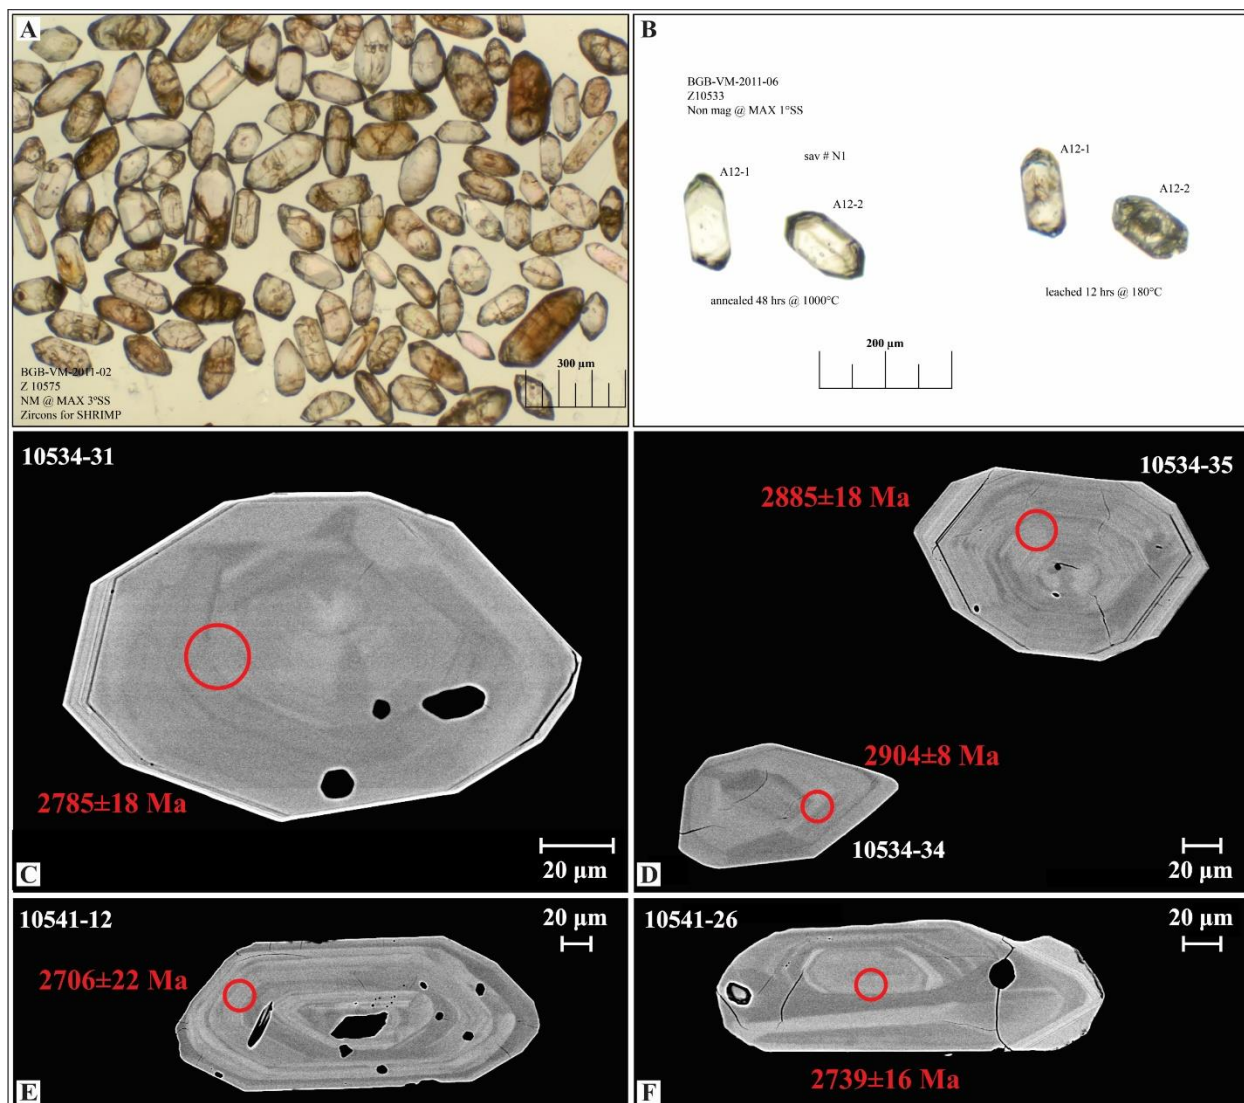 A
BGB-VM-2011-02
Z 10575
NM @ MAX 3°SS
Zircons for SHRIMP
300 µm
B
BGB-VM-2011-06
Z10533
Non mag @ MAX 1°SS
sav # N1
A12-1
A12-2
A12-1
A12-2
annealed 48 hrs @ 1000°C
leached 12 hrs @ 180°C
200 µm
10534-31
2785±18 Ma
C
20 µm
10534-35
2885±18 Ma
2904±8 Ma
10534-34
D
20 µm
10541-12
20 µm
2706±22 Ma
E
10541-26
20 µm
2739±16 Ma
F